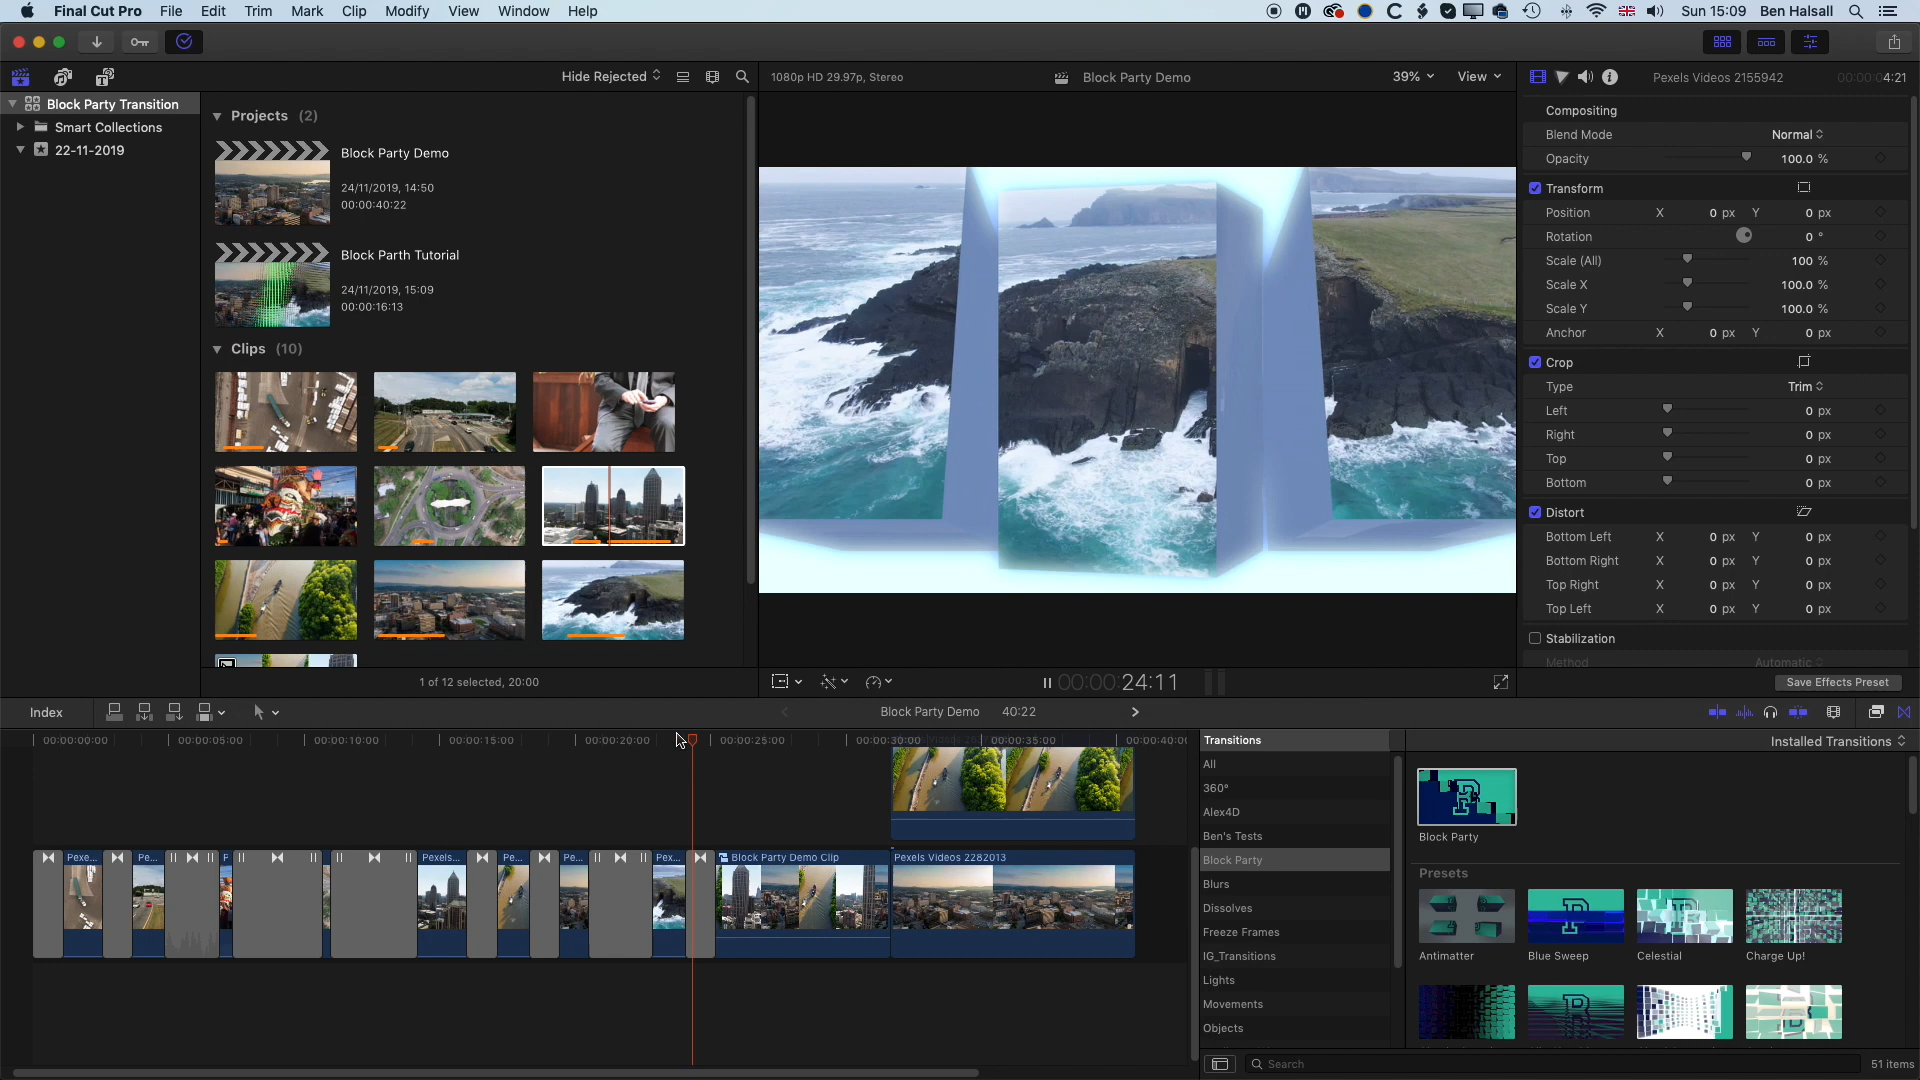 Final Cut Pro File Edit Trim Mark Clip Modify View Window Help
Sun 15:09 Ben Halsall
Hide Rejected
1080p HD 29.97p, Stereo
Block Party Demo
39%
View
Pexels Videos 2155942
00:00:04:21
Block Party Transition
Smart Collections
22-11-2019
Projects (2)
Block Party Demo
24/11/2019, 14:50
00:00:40:22
Block Parth Tutorial
24/11/2019, 15:09
00:00:16:13
Clips (10)
1 of 12 selected, 20:00
00:00:24:11
Compositing
Blend Mode Normal
Opacity 100.0 %
Transform
Position X 0 px Y 0 px
Rotation 0 °
Scale (All) 100 %
Scale X 100.0 %
Scale Y 100.0 %
Anchor X 0 px Y 0 px
Crop
Type Trim
Left 0 px
Right 0 px
Top 0 px
Bottom 0 px
Distort
Bottom Left X 0 px Y 0 px
Bottom Right X 0 px Y 0 px
Top Right X 0 px Y 0 px
Top Left X 0 px Y 0 px
Stabilization
Method Automatic
Save Effects Preset
Index
Block Party Demo 40:22
00:00:00:00 00:00:05:00 00:00:10:00 00:00:15:00 00:00:20:00 00:00:25:00 00:00:30:00 00:00:35:00 00:00:40:00
Pexe... Pe... P Pexels... Pe... Pe... Pex... Block Party Demo Clip Pexels Videos 2282013
Transitions
All
360°
Alex4D
Ben's Tests
Block Party
Blurs
Dissolves
Freeze Frames
IG_Transitions
Lights
Movements
Objects
Installed Transitions
Block Party
Presets
Antimatter Blue Sweep Celestial Charge Up!
Search
51 items